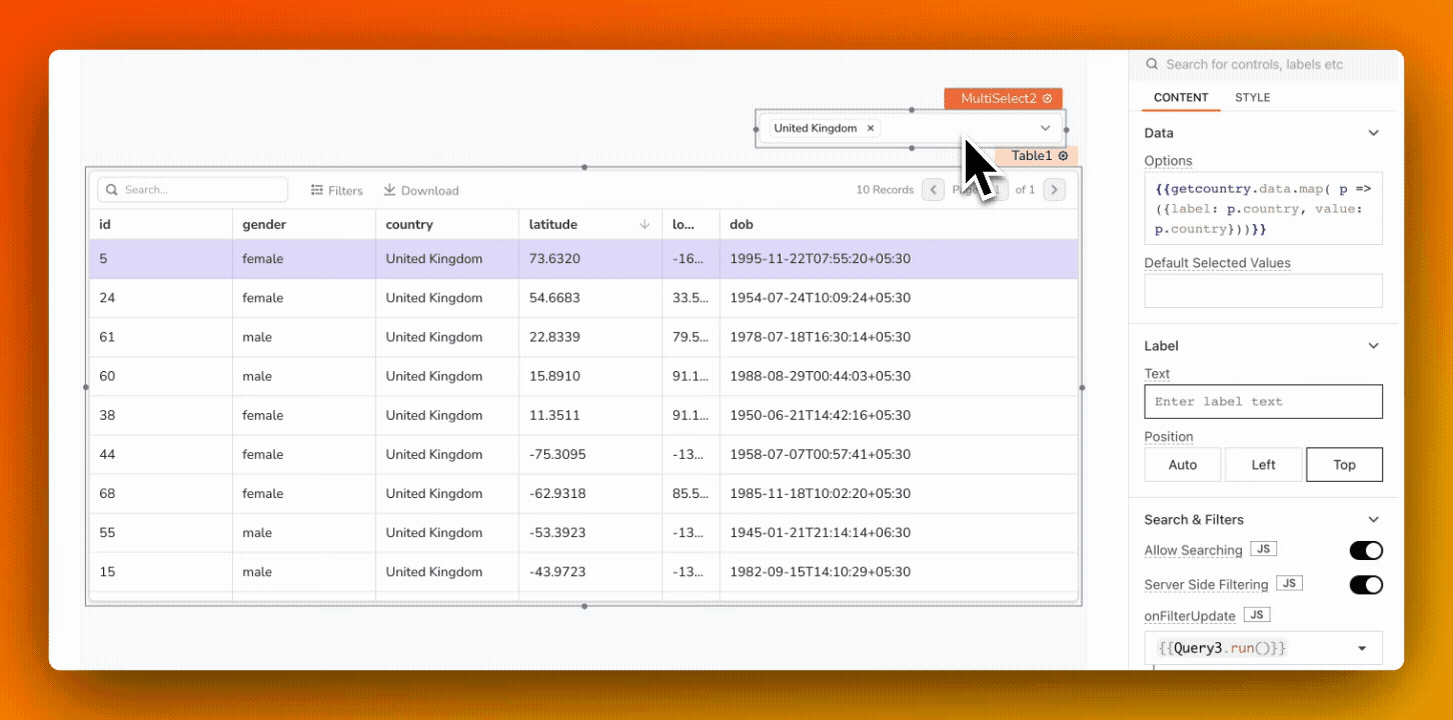 Search for controls, labels etc
MultiSelect2
CONTENT STYLE
United Kingdom ×
Data
Table1
Options
{{getcountry.data.map( p =>
({label: p.country, value:
p.country}))}}
Search...
Filters
Download
10 Records
of 1
id gender country latitude lo... dob
5 female United Kingdom 73.6320 -16... 1995-11-22T07:55:20+05:30
24 female United Kingdom 54.6683 33.5... 1954-07-24T10:09:24+05:30
61 male United Kingdom 22.8339 79.5... 1978-07-18T16:30:14+05:30
60 male United Kingdom 15.8910 91.1... 1988-08-29T00:44:03+05:30
38 female United Kingdom 11.3511 91.1... 1950-06-21T14:42:16+05:30
44 female United Kingdom -75.3095 -13... 1958-07-07T00:57:41+05:30
68 female United Kingdom -62.9318 85.5... 1985-11-18T10:02:20+05:30
55 male United Kingdom -53.3923 -13... 1945-01-21T21:14:14+06:30
15 male United Kingdom -43.9723 -13... 1982-09-15T14:10:29+05:30
Default Selected Values
Label
Text
Enter label text
Position
Auto Left Top
Search & Filters
Allow Searching JS
Server Side Filtering JS
onFilterUpdate JS
{{Query3.run()}}